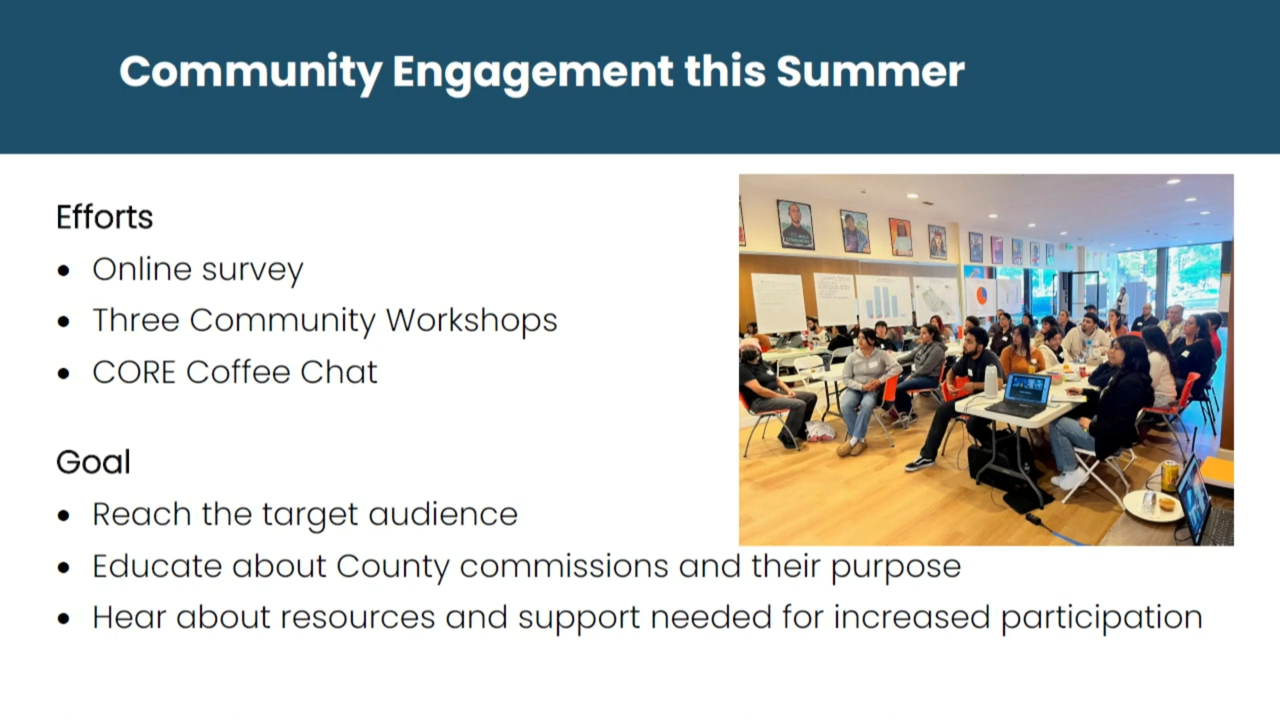 Community Engagement this Summer
Efforts
• Online survey
• Three Community Workshops
• CORE Coffee Chat
Goal
• Reach the target audience
• Educate about County commissions and their purpose
• Hear about resources and support needed for increased participation